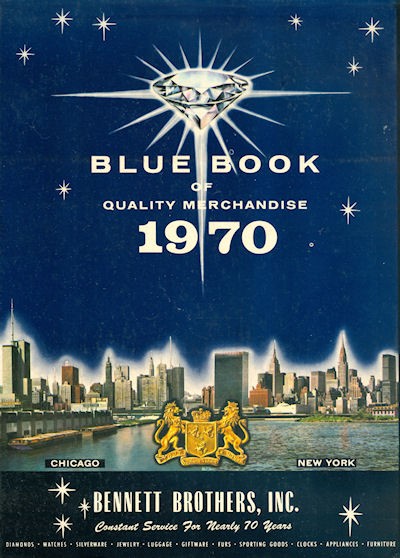 BLUE BOOK
OF
QUALITY MERCHANDISE
1970
CHICAGO
NEW YORK
BENNETT BROTHERS, INC.
Constant Service For Nearly 70 Years
DIAMONDS • WATCHES • SILVERWARE • JEWELRY • LUGGAGE • GIFTWARE • FURS • SPORTING GOODS • CLOCKS • APPLIANCES • FURNITURE